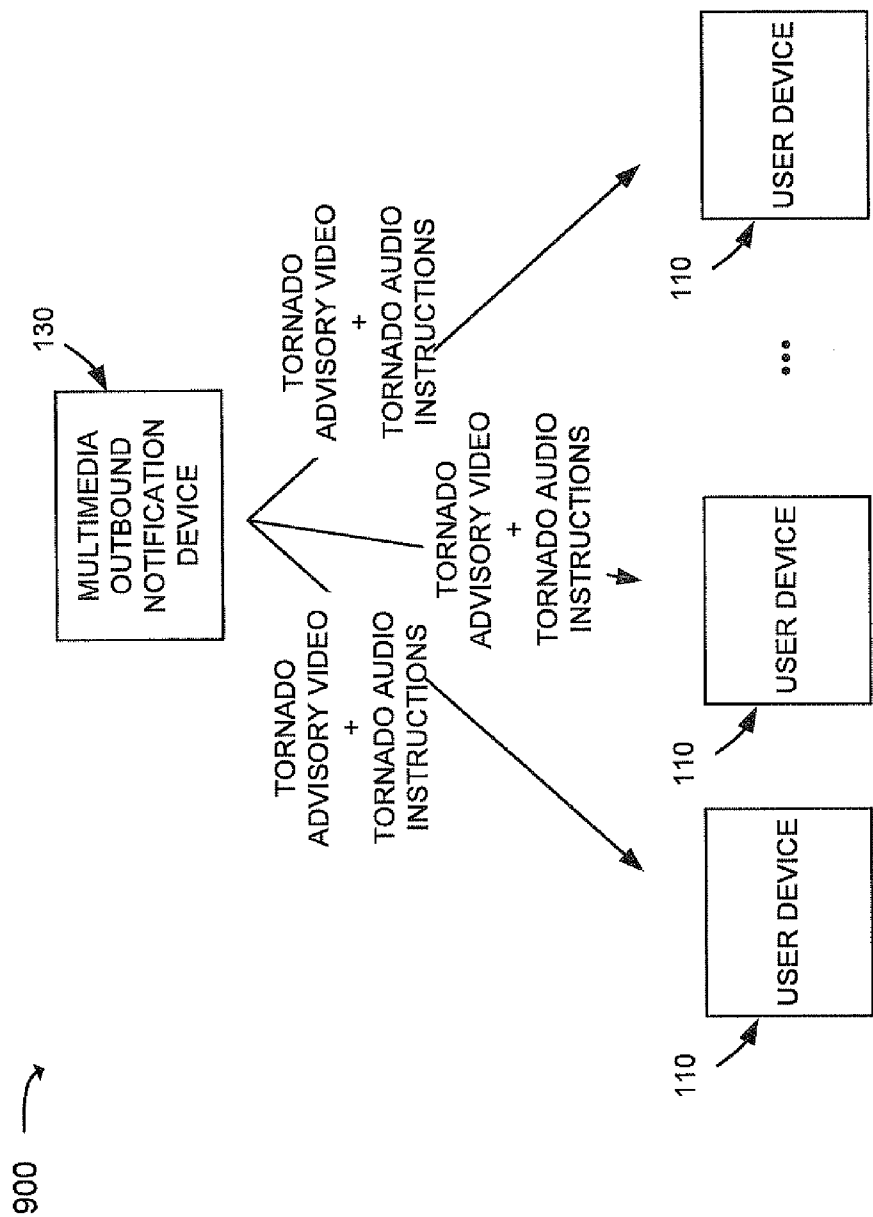 900
130
MULTIMEDIA
OUTBOUND
NOTIFICATION
DEVICE
TORNADO
ADVISORY VIDEO
+
TORNADO AUDIO
INSTRUCTIONS
TORNADO
ADVISORY VIDEO
+
TORNADO AUDIO
INSTRUCTIONS
TORNADO
ADVISORY VIDEO
+
TORNADO AUDIO
INSTRUCTIONS
110
USER DEVICE
110
USER DEVICE
...
110
USER DEVICE